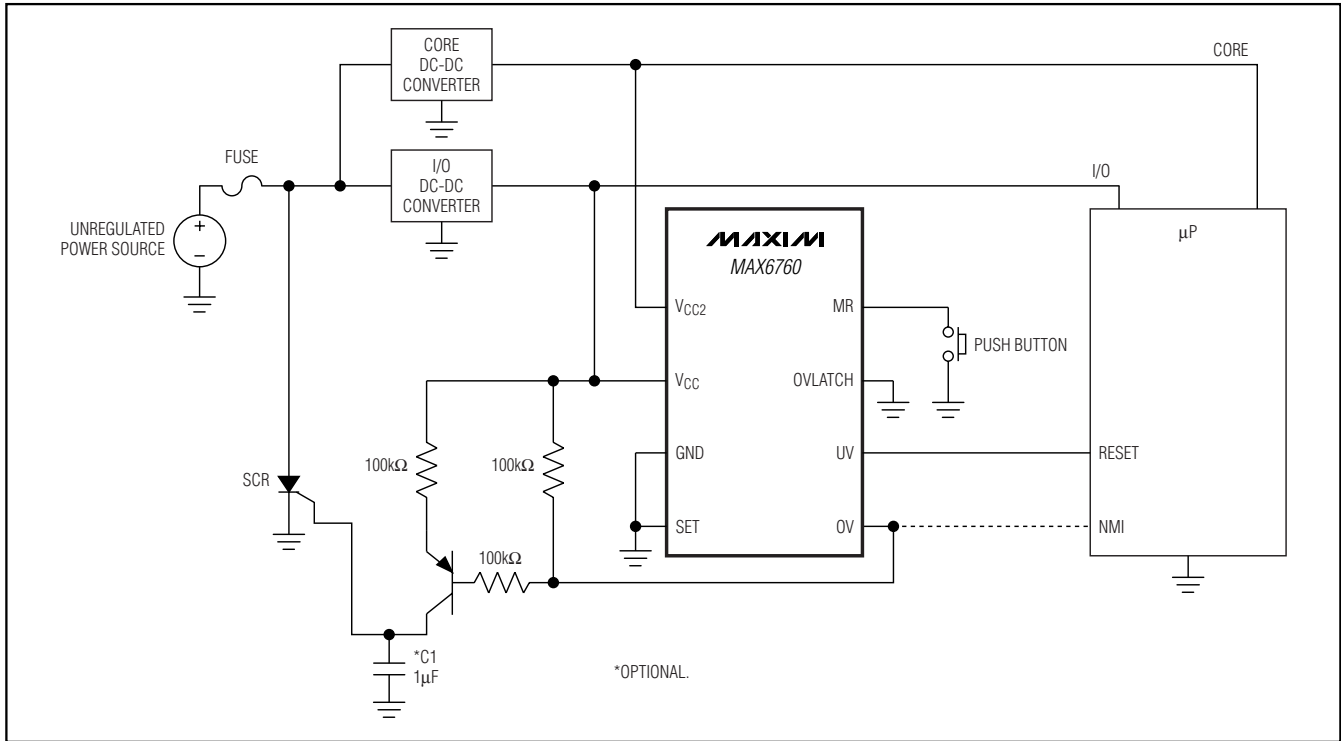 CORE
DC-DC
CONVERTER
CORE
FUSE
I/O
DC-DC
CONVERTER
I/O
UNREGULATED
POWER SOURCE
+
−
MAXIM
MAX6760
μP
VCC2
MR
PUSH BUTTON
VCC
OVLATCH
100kΩ
100kΩ
GND
UV
RESET
SCR
SET
OV
NMI
100kΩ
*C1
1μF
*OPTIONAL.